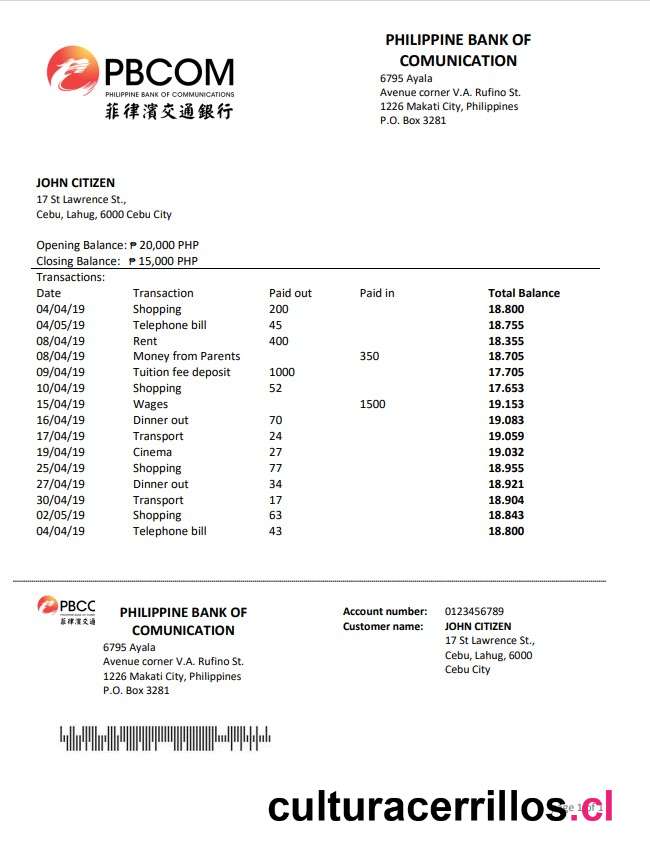 PBCOM
PHILIPPINE BANK OF COMMUNICATIONS
菲律濱交通銀行
PHILIPPINE BANK OF
COMUNICATION
6795 Ayala
Avenue corner V.A. Rufino St.
1226 Makati City, Philippines
P.O. Box 3281
JOHN CITIZEN
17 St Lawrence St.,
Cebu, Lahug, 6000 Cebu City
Opening Balance: ₱ 20,000 PHP
Closing Balance: ₱ 15,000 PHP
Transactions:
Date Transaction Paid out Paid in Total Balance
04/04/19 Shopping 200 18.800
04/05/19 Telephone bill 45 18.755
08/04/19 Rent 400 18.355
08/04/19 Money from Parents 350 18.705
09/04/19 Tuition fee deposit 1000 17.705
10/04/19 Shopping 52 17.653
15/04/19 Wages 1500 19.153
16/04/19 Dinner out 70 19.083
17/04/19 Transport 24 19.059
19/04/19 Cinema 27 19.032
25/04/19 Shopping 77 18.955
27/04/19 Dinner out 34 18.921
30/04/19 Transport 17 18.904
02/05/19 Shopping 63 18.843
04/04/19 Telephone bill 43 18.800
PBCC
菲律濱交通
PHILIPPINE BANK OF
COMUNICATION
6795 Ayala
Avenue corner V.A. Rufino St.
1226 Makati City, Philippines
P.O. Box 3281
Account number: 0123456789
Customer name: JOHN CITIZEN
17 St Lawrence St.,
Cebu, Lahug, 6000
Cebu City
culturacerrillos.cl